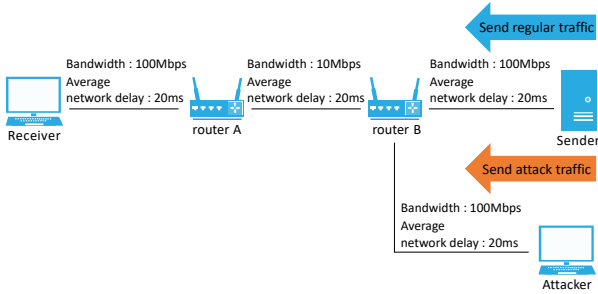 Send regular traffic
Bandwidth : 100Mbps
Average
network delay : 20ms
Bandwidth : 10Mbps
Average
network delay : 20ms
Bandwidth : 100Mbps
Average
network delay : 20ms
Receiver
router A
router B
Sender
Send attack traffic
Bandwidth : 100Mbps
Average
network delay : 20ms
Attacker